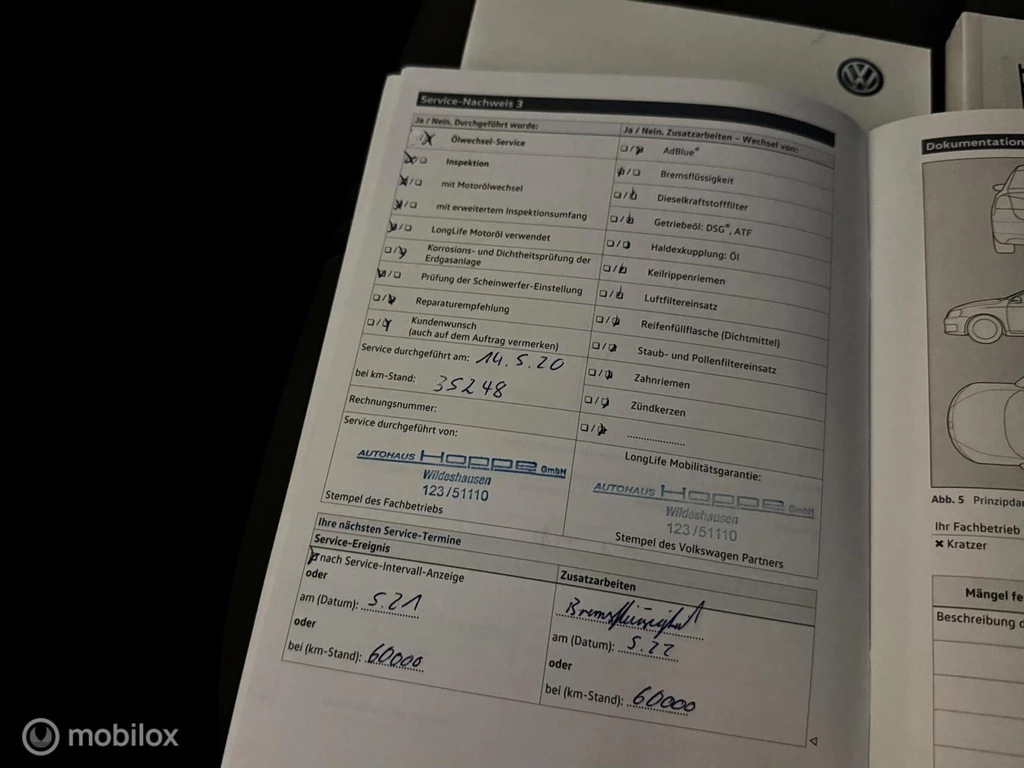 Service-Nachweis 3
Ja / Nein. Durchgeführt wurde:
Ölwechsel-Service
Inspektion
mit Motorölwechsel
mit erweitertem Inspektionsumfang
LongLife Motoröl verwendet
Korrosions- und Dichtheitsprüfung der
Erdgasanlage
Prüfung der Scheinwerfer-Einstellung
Reparaturempfehlung
Kundenwunsch
(auch auf dem Auftrag vermerken)
Service durchgeführt am: 14.5.20
bei km-Stand: 35248
Rechnungsnummer:
Service durchgeführt von:
AUTOHAUS Hoppe GmbH
Wildeshausen
123/51110
Stempel des Fachbetriebs
Ja / Nein. Zusatzarbeiten – Wechsel von:
AdBlue®
Bremsflüssigkeit
Dieselkraftstofffilter
Getriebeöl: DSG®, ATF
Haldexkupplung: Öl
Keilrippenriemen
Luftfiltereinsatz
Reifenfüllflasche (Dichtmittel)
Staub- und Pollenfiltereinsatz
Zahnriemen
Zündkerzen
LongLife Mobilitätsgarantie:
AUTOHAUS Hoppe GmbH
Wildeshausen
123/51110
Stempel des Volkswagen Partners
Ihre nächsten Service-Termine
Service-Ereignis
nach Service-Intervall-Anzeige
oder
am (Datum): 5.21
oder
bei (km-Stand): 60000
Zusatzarbeiten
Bremsflüssigkeit
am (Datum): 5.22
oder
bei (km-Stand): 60000
Dokumentation
Abb. 5 Prinzipdar
Ihr Fachbetrieb
✖ Kratzer
Mängel fe
Beschreibung d
VW
mobilox